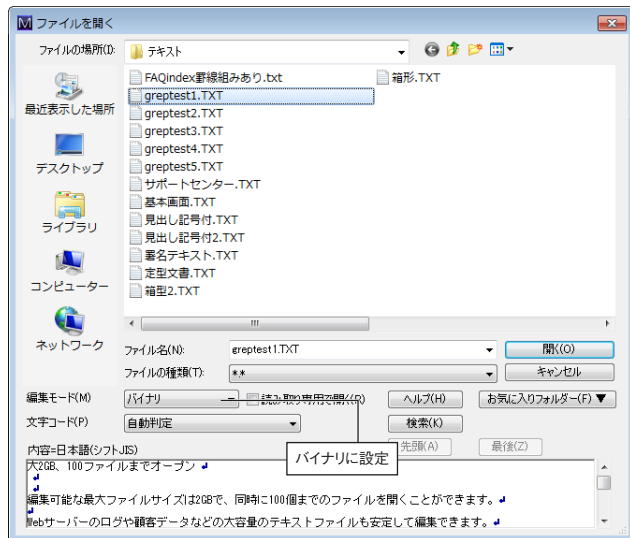 ファイルを開く
ファイルの場所(I):
テキスト
最近表示した場所
デスクトップ
ライブラリ
コンピューター
ネットワーク
FAQindex罫線組みあり.txt
greptest1.TXT
greptest2.TXT
greptest3.TXT
greptest4.TXT
greptest5.TXT
サポートセンター.TXT
基本画面.TXT
見出し記号付.TXT
見出し記号付2.TXT
署名テキスト.TXT
定型文書.TXT
箱型2.TXT
箱形.TXT
ファイル名(N):
greptest1.TXT
開く(O)
ファイルの種類(T):
*.*
キャンセル
編集モード(M)
バイナリ
読み取り専用で開く(R)
ヘルプ(H)
お気に入りフォルダー(F) ▼
文字コード(P)
自動判定
検索(K)
内容=日本語(シフトJIS)
バイナリに設定
先頭(A)
最後(Z)
大2GB、100ファイルまでオープン
編集可能な最大ファイルサイズは2GBで、同時に100個までのファイルを開くことができます。
Webサーバーのログや顧客データなどの大容量のテキストファイルも安定して編集できます。